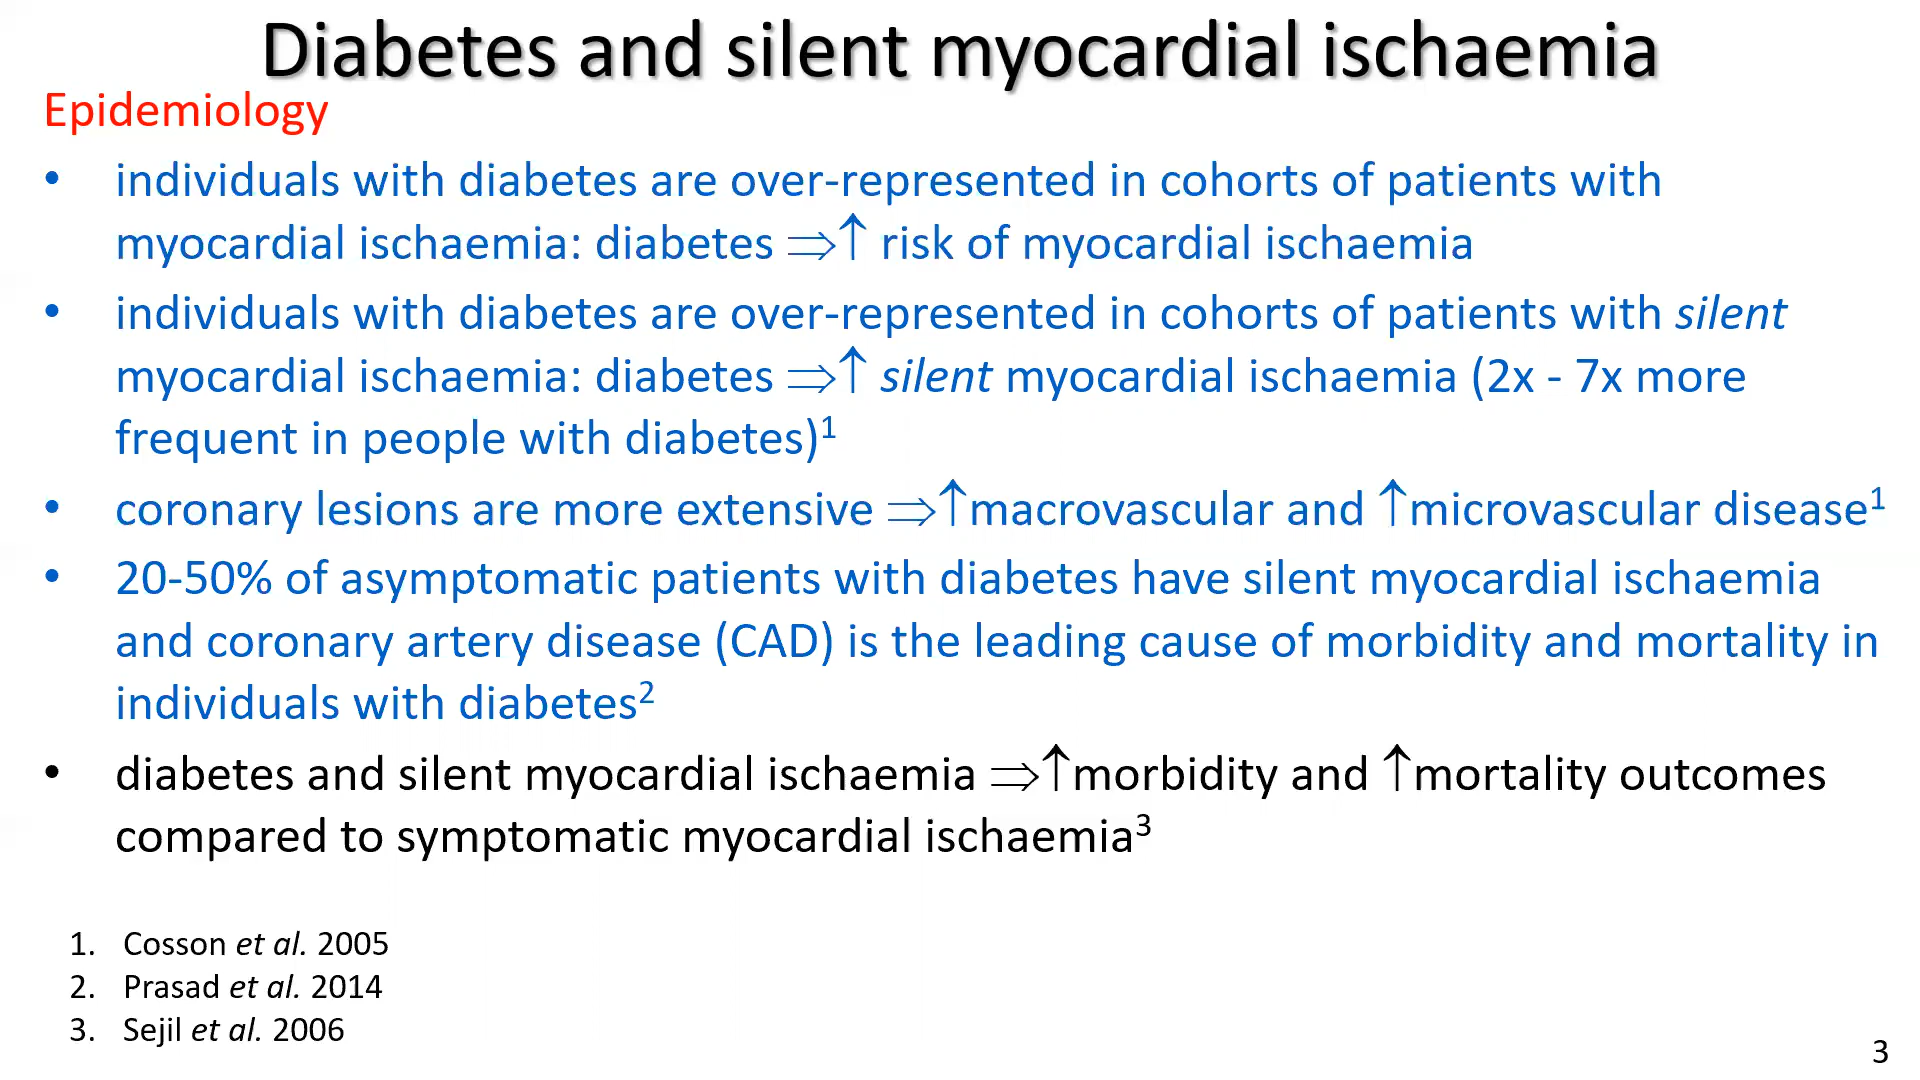 Diabetes and silent myocardial ischaemia
Epidemiology
• individuals with diabetes are over-represented in cohorts of patients with
myocardial ischaemia: diabetes ⇒↑ risk of myocardial ischaemia
• individuals with diabetes are over-represented in cohorts of patients with silent
myocardial ischaemia: diabetes ⇒↑ silent myocardial ischaemia (2x - 7x more
frequent in people with diabetes)¹
• coronary lesions are more extensive ⇒↑macrovascular and ↑microvascular disease¹
• 20-50% of asymptomatic patients with diabetes have silent myocardial ischaemia
and coronary artery disease (CAD) is the leading cause of morbidity and mortality in
individuals with diabetes²
• diabetes and silent myocardial ischaemia ⇒↑morbidity and ↑mortality outcomes
compared to symptomatic myocardial ischaemia³
1. Cosson et al. 2005
2. Prasad et al. 2014
3. Sejil et al. 2006
3